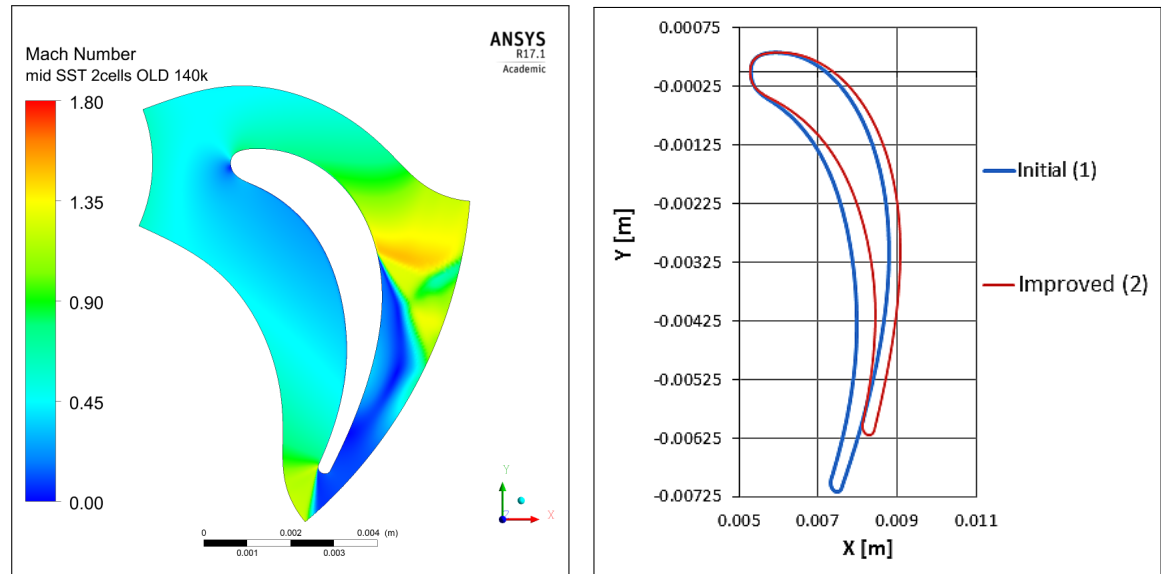 Mach Number
mid SST 2cells OLD 140k
ANSYS
R17.1
Academic
1.80
1.35
0.90
0.45
0.00
Y
X
Z
0 0.002 0.004 (m)
0.001 0.003
0.00075
-0.00025
-0.00125
-0.00225
-0.00325
-0.00425
-0.00525
-0.00625
-0.00725
Y [m]
0.005 0.007 0.009 0.011
X [m]
Initial (1)
Improved (2)